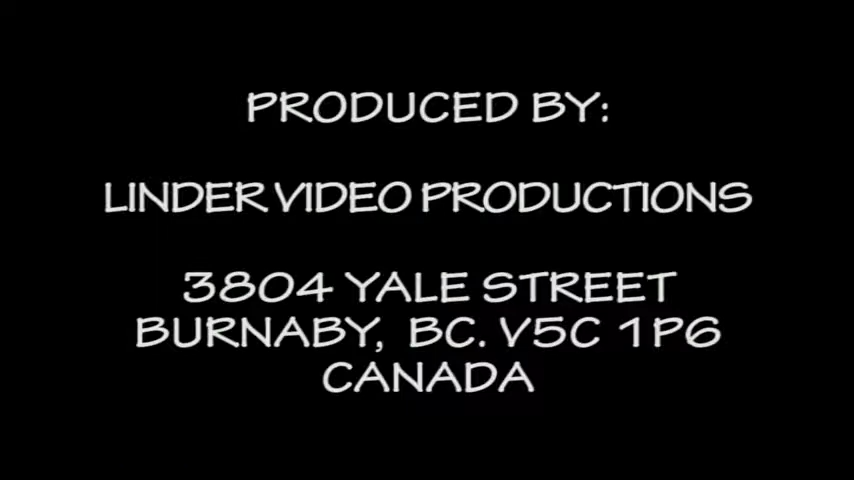 PRODUCED BY:
LINDER VIDEO PRODUCTIONS
3804 YALE STREET
BURNABY, BC. V5C 1P6
CANADA